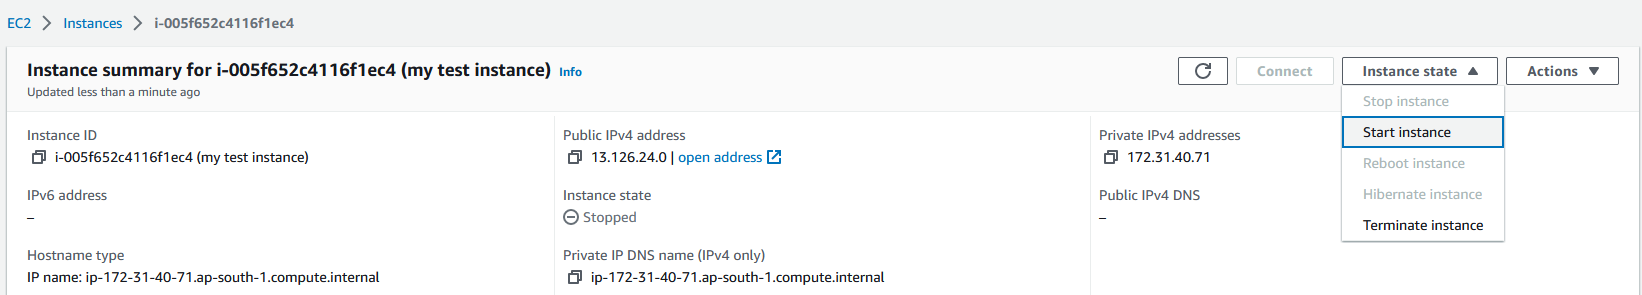 EC2 > Instances > i-005f652c4116f1ec4
Instance summary for i-005f652c4116f1ec4 (my test instance) Info
Updated less than a minute ago
Connect
Instance state ▲
Actions ▼
Stop instance
Start instance
Reboot instance
Hibernate instance
Terminate instance
Instance ID
i-005f652c4116f1ec4 (my test instance)
Public IPv4 address
13.126.24.0 | open address
Private IPv4 addresses
172.31.40.71
IPv6 address
–
Instance state
Stopped
Public IPv4 DNS
–
Hostname type
IP name: ip-172-31-40-71.ap-south-1.compute.internal
Private IP DNS name (IPv4 only)
ip-172-31-40-71.ap-south-1.compute.internal